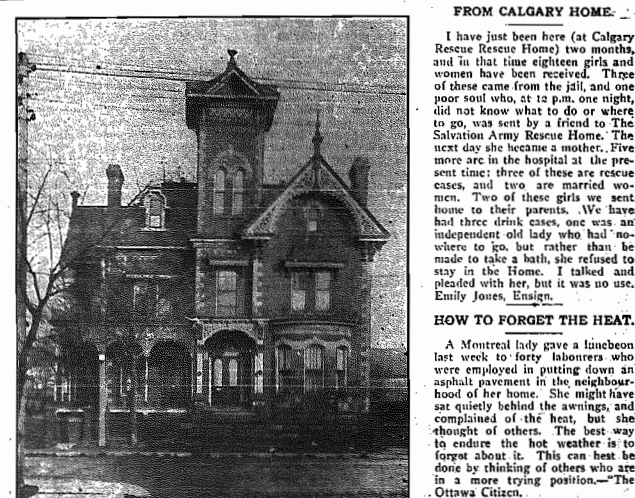 FROM CALGARY HOME.
I have just been here (at Calgary
Rescue Rescue Home) two months,
and in that time eighteen girls and
women have been received. Three
of these came from the jail, and one
poor soul who, at 12 p.m. one night,
did not know what to do or where
to go, was sent by a friend to The
Salvation Army Rescue Home. The
next day she became a mother. Five
more are in the hospital at the pre-
sent time; three of these are rescue
cases, and two are married wo-
men. Two of these girls we sent
home to their parents. We have
had three drink cases, one was an
independent old lady who had no-
where to go, but rather than be
made to take a bath, she refused to
stay in the Home. I talked and
pleaded with her, but it was no use.
Emily Jones, Ensign.
HOW TO FORGET THE HEAT.
A Montreal lady gave a luncheon
last week to forty labonrers who
were employed in putting down an
asphalt pavement in the neighbour-
hood of her home. She might have
sat quietly behind the awnings, and
complained of the heat, but she
thought of others. The best way
to endure the hot weather is to
forget about it. This can best be
done by thinking of others who are
in a more trying position.—"The
Ottawa Citizen.